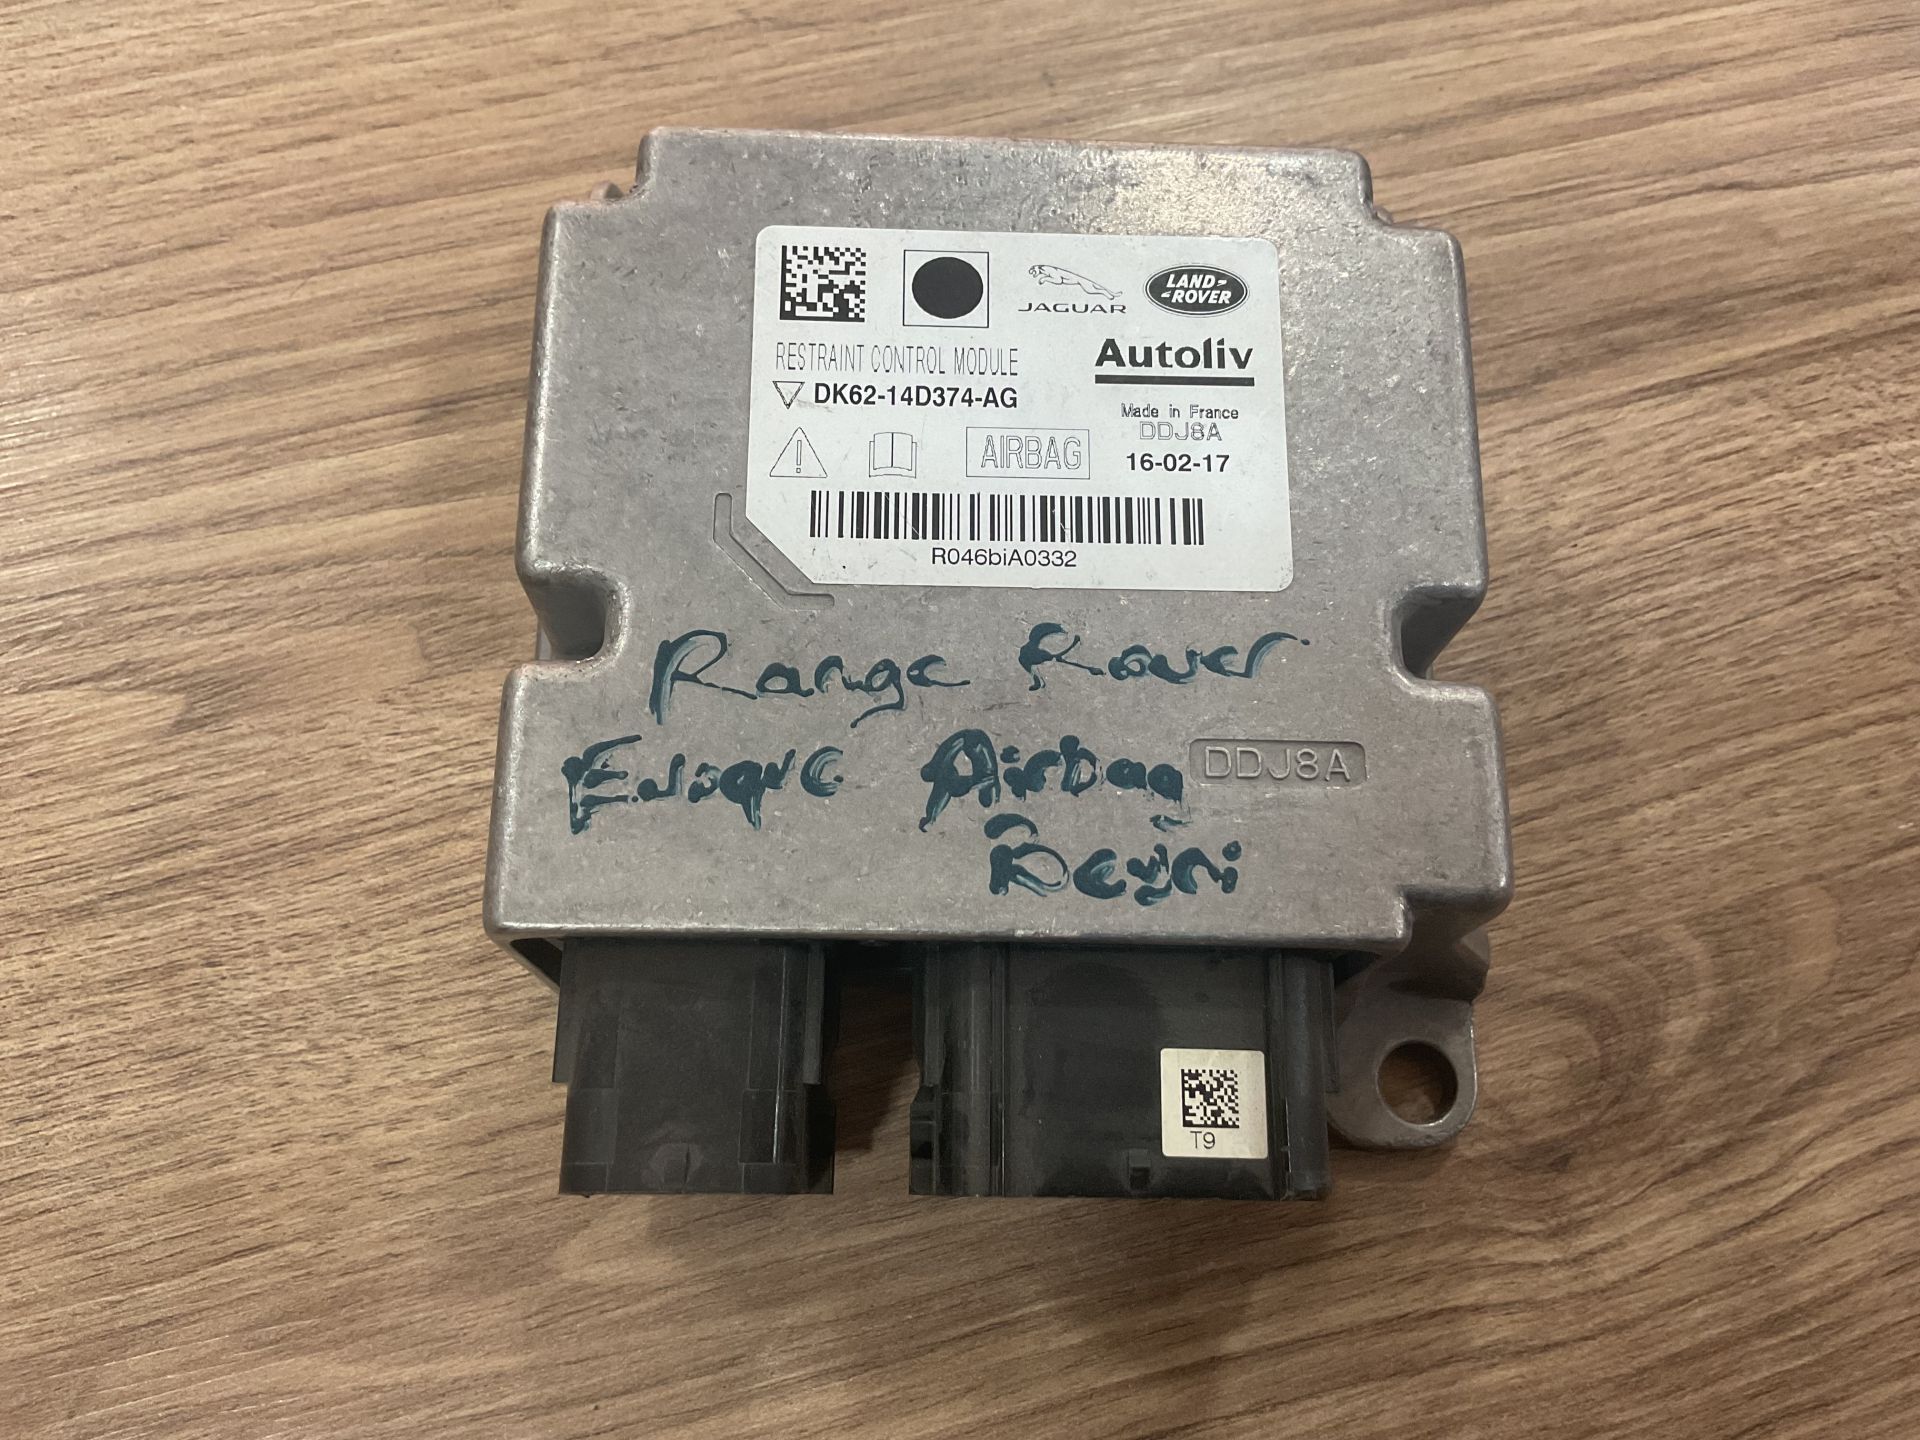 JAGUAR
LAND-
-ROVER
RESTRAINT CONTROL MODULE
Autoliv
DK62-14D374-AG
Made in France
DDJ8A
AIRBAG
16-02-17
R046biA0332
Range Rover
Evoque Airbag
DDJ8A
Beyni
T9